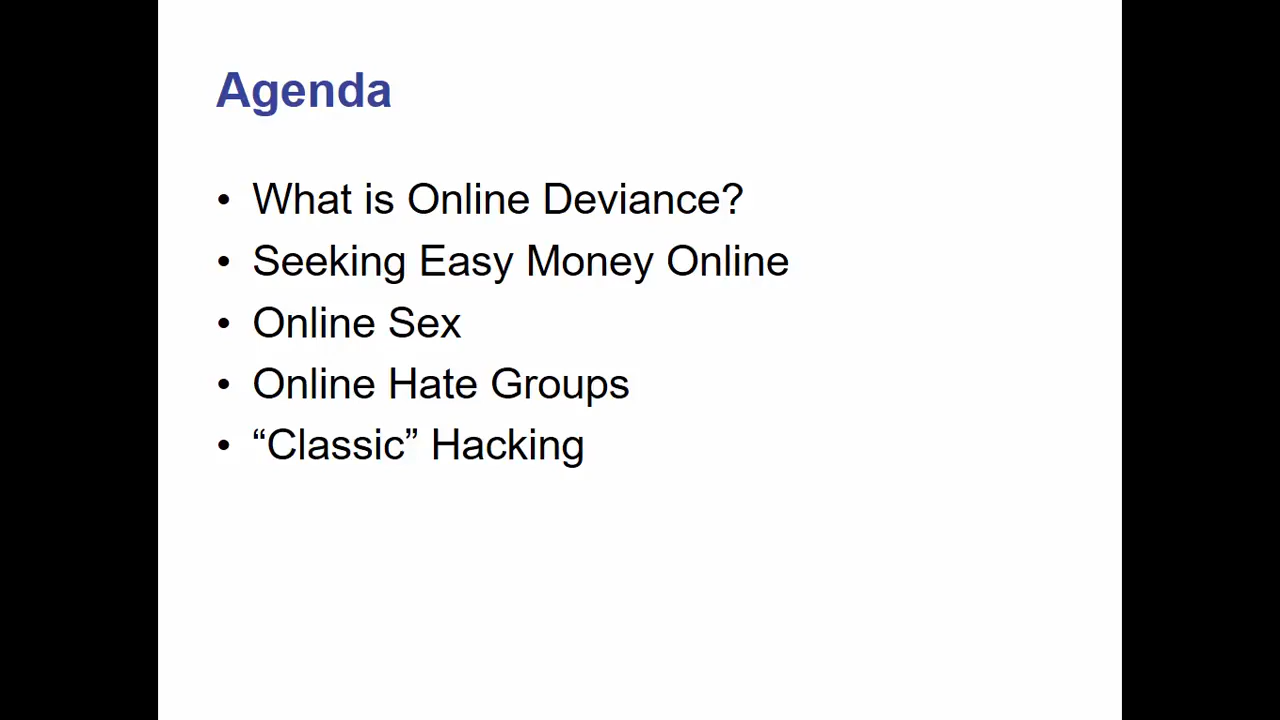 Agenda
• What is Online Deviance?
• Seeking Easy Money Online
• Online Sex
• Online Hate Groups
• “Classic” Hacking